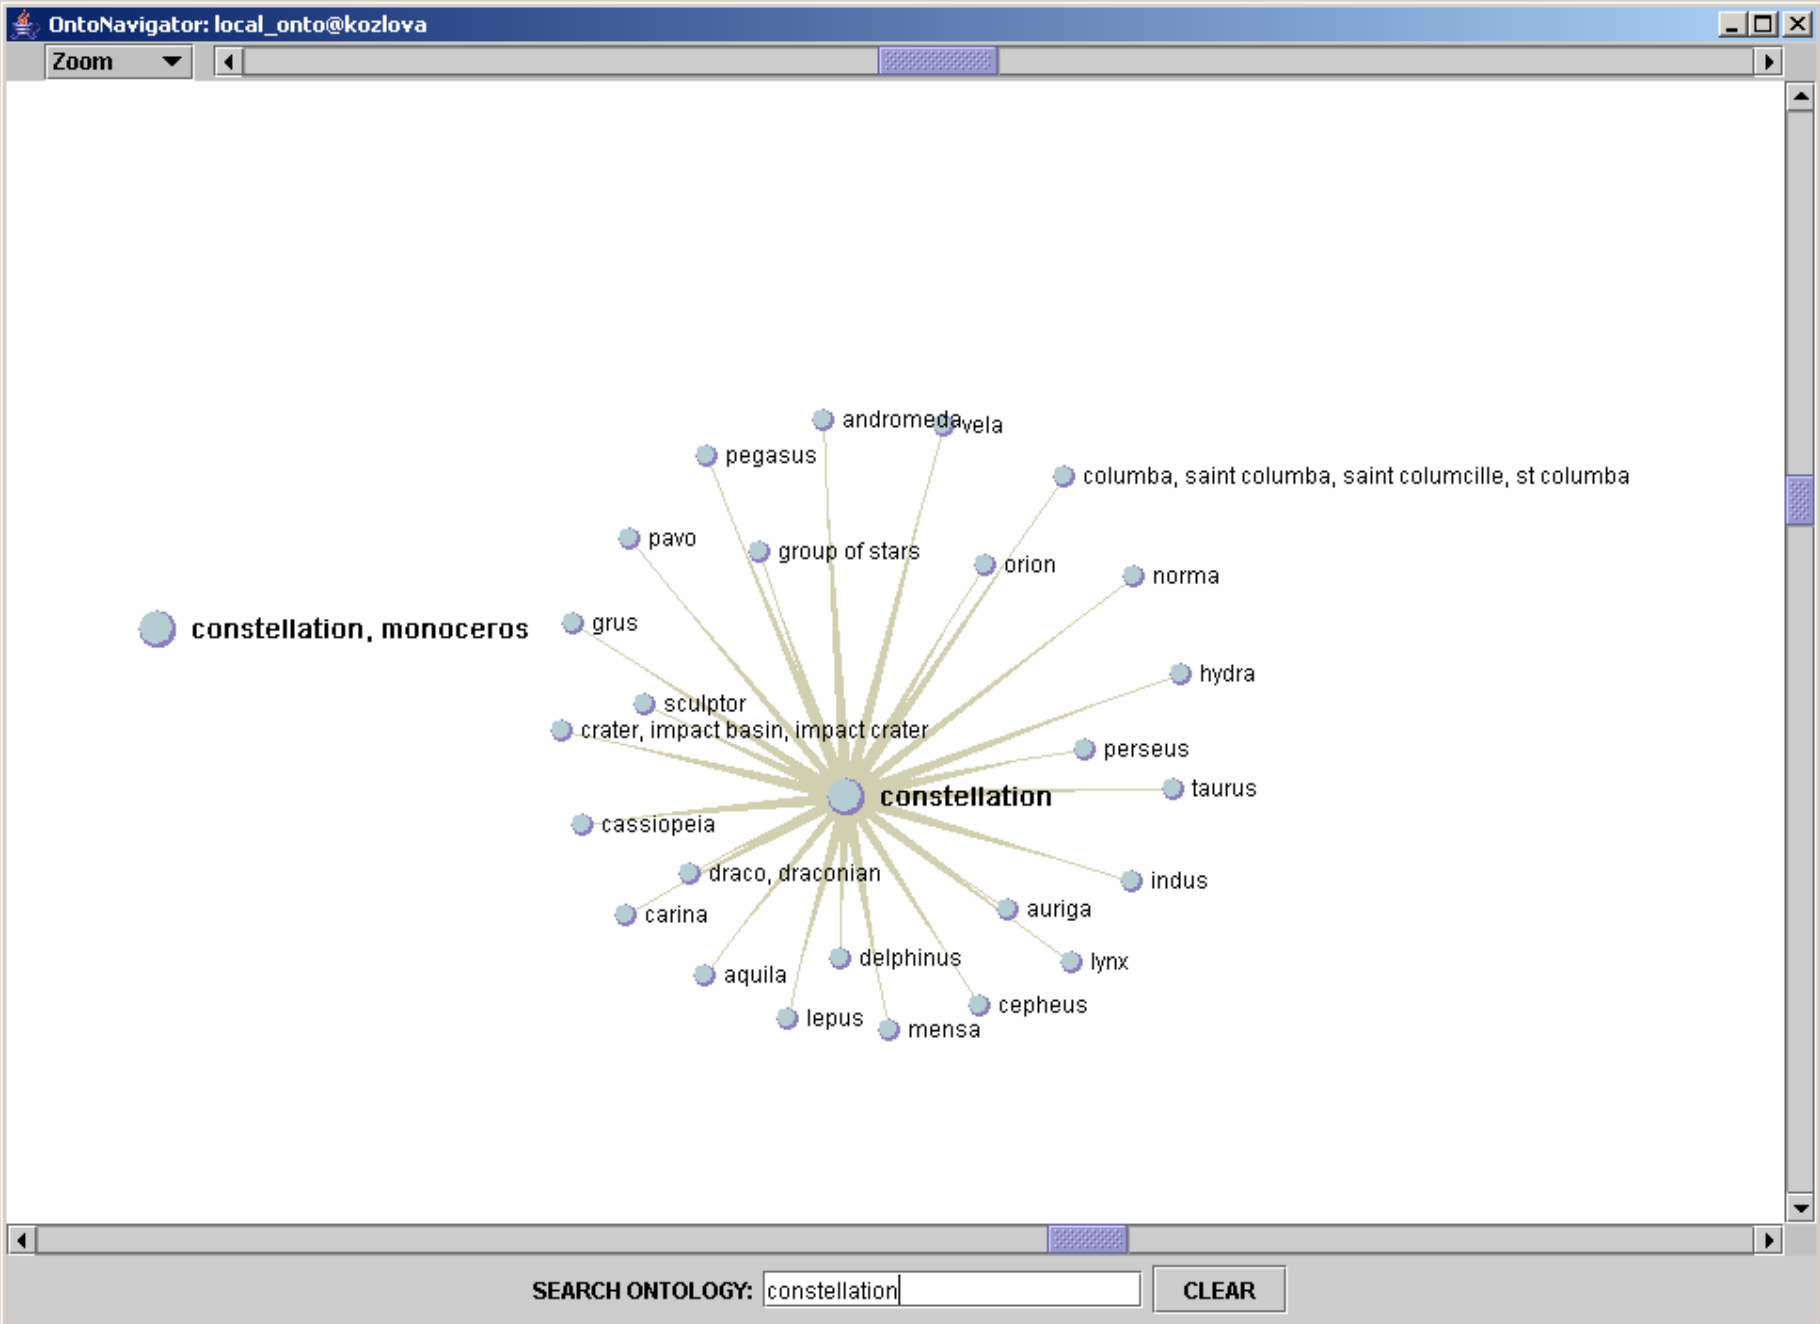 OntoNavigator: local_onto@kozlova
Zoom
andromeda
vela
pegasus
columba, saint columba, saint columcille, st columba
pavo
group of stars
orion
norma
constellation, monoceros
grus
hydra
sculptor
crater, impact basin, impact crater
perseus
taurus
constellation
cassiopeia
draco, draconian
indus
carina
auriga
delphinus
lynx
aquila
cepheus
lepus
mensa
SEARCH ONTOLOGY: constellation CLEAR